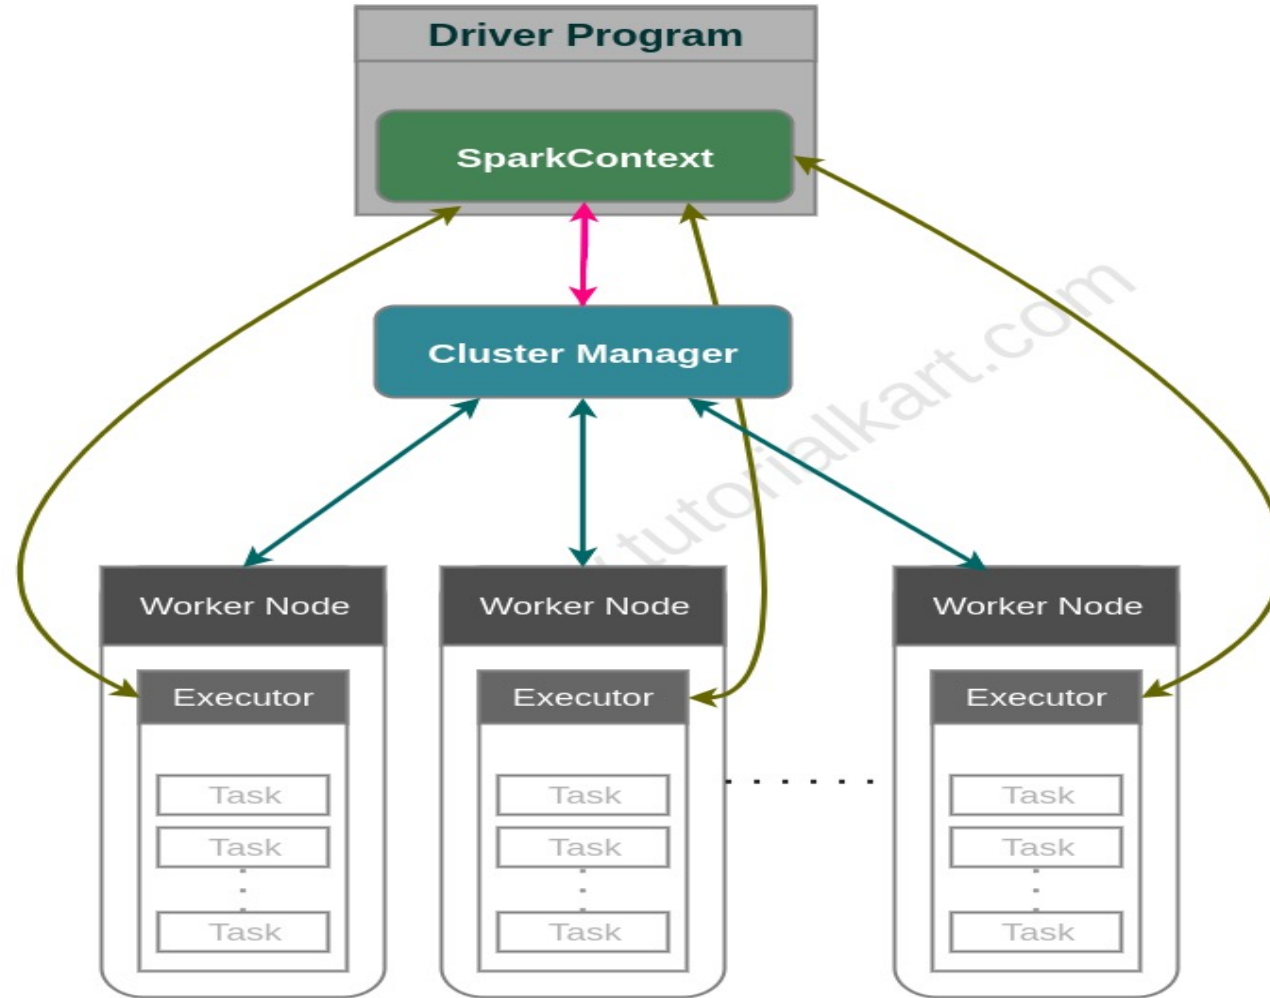 Driver Program
SparkContext
Cluster Manager
tutorialkart.com
Worker Node
Worker Node
Worker Node
Executor
Executor
Executor
Task
Task
Task
Task
Task
Task
Task
Task
Task